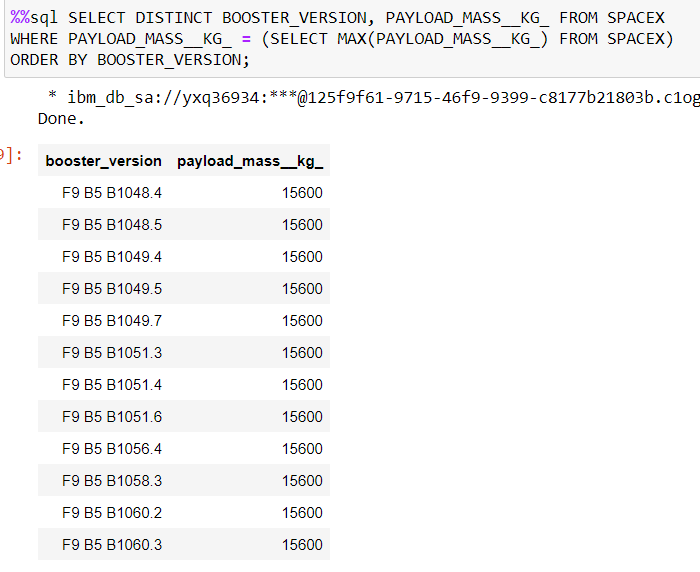 %%sql SELECT DISTINCT BOOSTER_VERSION, PAYLOAD_MASS__KG_ FROM SPACEX
WHERE PAYLOAD_MASS__KG_ = (SELECT MAX(PAYLOAD_MASS__KG_) FROM SPACEX)
ORDER BY BOOSTER_VERSION;
* ibm_db_sa://yxq36934:***@125f9f61-9715-46f9-9399-c8177b21803b.c1og
Done.
9]:
booster_version payload_mass__kg_
F9 B5 B1048.4 15600
F9 B5 B1048.5 15600
F9 B5 B1049.4 15600
F9 B5 B1049.5 15600
F9 B5 B1049.7 15600
F9 B5 B1051.3 15600
F9 B5 B1051.4 15600
F9 B5 B1051.6 15600
F9 B5 B1056.4 15600
F9 B5 B1058.3 15600
F9 B5 B1060.2 15600
F9 B5 B1060.3 15600